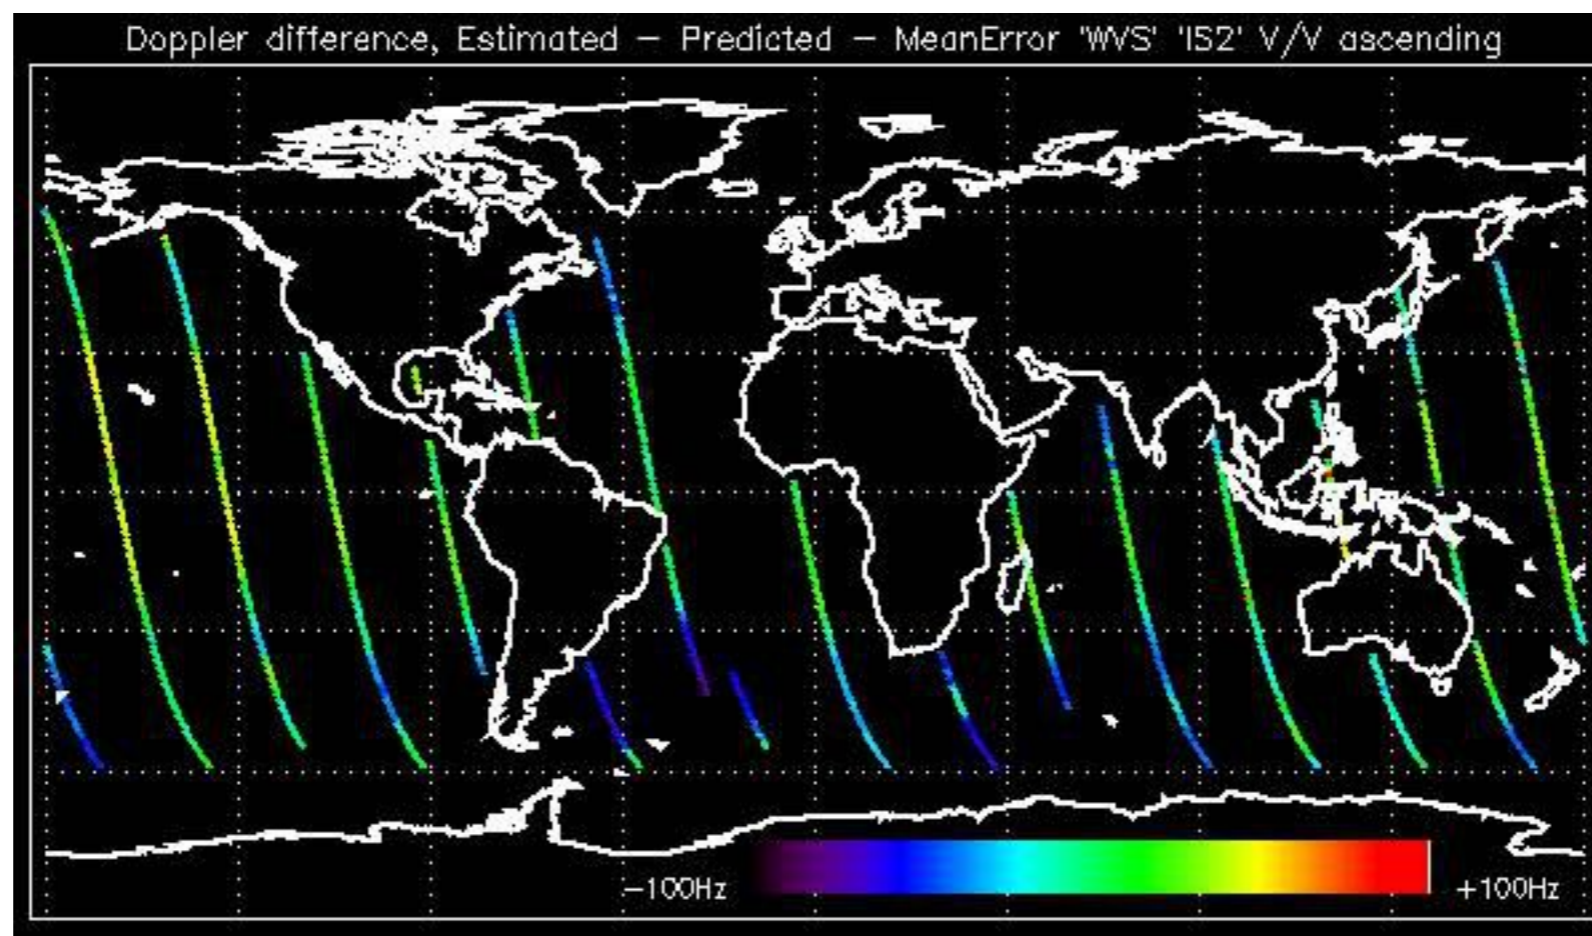 Doppler difference, Estimated – Predicted – MeanError 'WVS' 'IS2' V/V ascending
–100Hz +100Hz